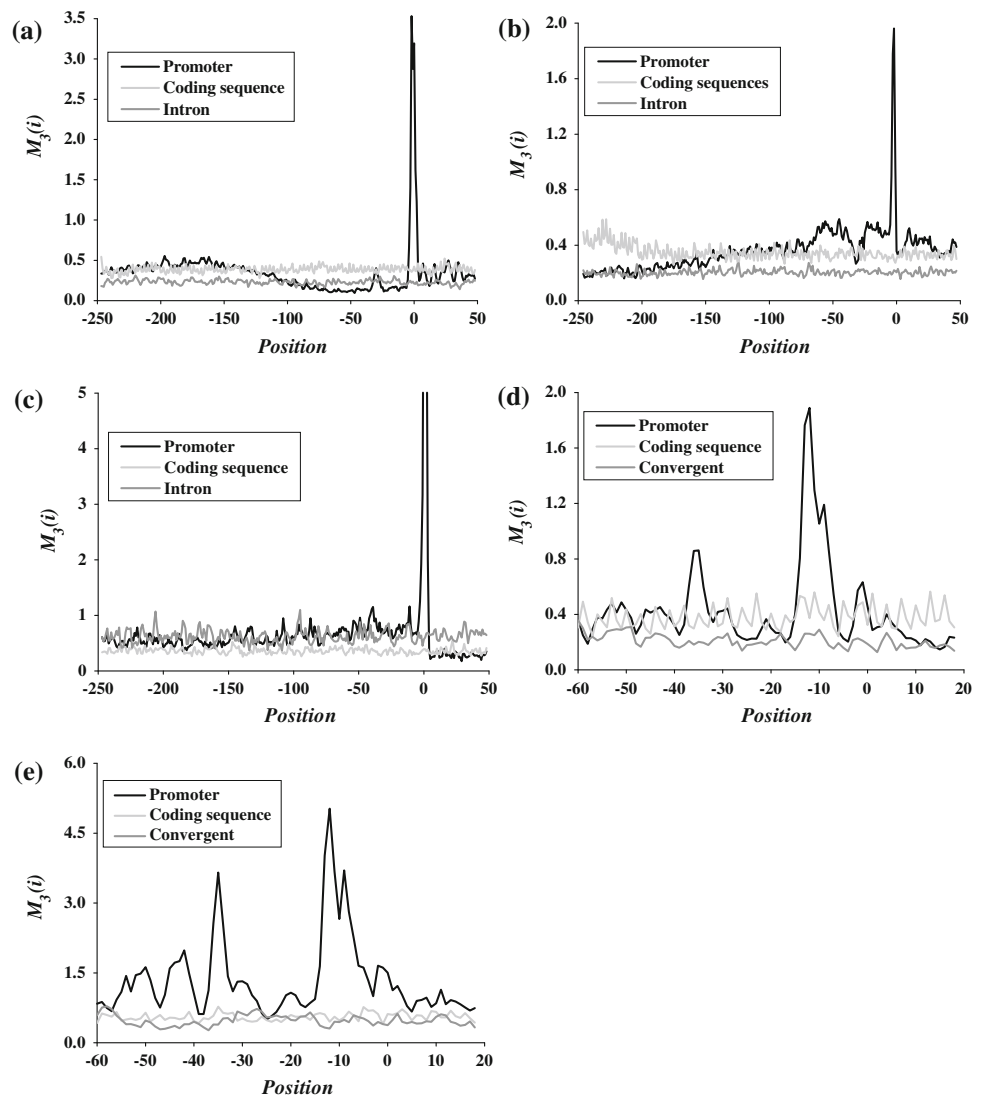 (a)
3.5
3.0
2.5
2.0
1.5
1.0
0.5
0.0
M3(i)
Promoter
Coding sequence
Intron
-250 -200 -150 -100 -50 0 50
Position
(b)
2.0
1.6
1.2
0.8
0.4
0.0
M3(i)
Promoter
Coding sequences
Intron
-250 -200 -150 -100 -50 0 50
Position
(c)
5
4
3
2
1
0
M3(i)
Promoter
Coding sequence
Intron
-250 -200 -150 -100 -50 0 50
Position
(d)
2.0
1.6
1.2
0.8
0.4
0.0
M3(i)
Promoter
Coding sequence
Convergent
-60 -50 -40 -30 -20 -10 0 10 20
Position
(e)
6.0
4.5
3.0
1.5
0.0
M3(i)
Promoter
Coding sequence
Convergent
-60 -50 -40 -30 -20 -10 0 10 20
Position